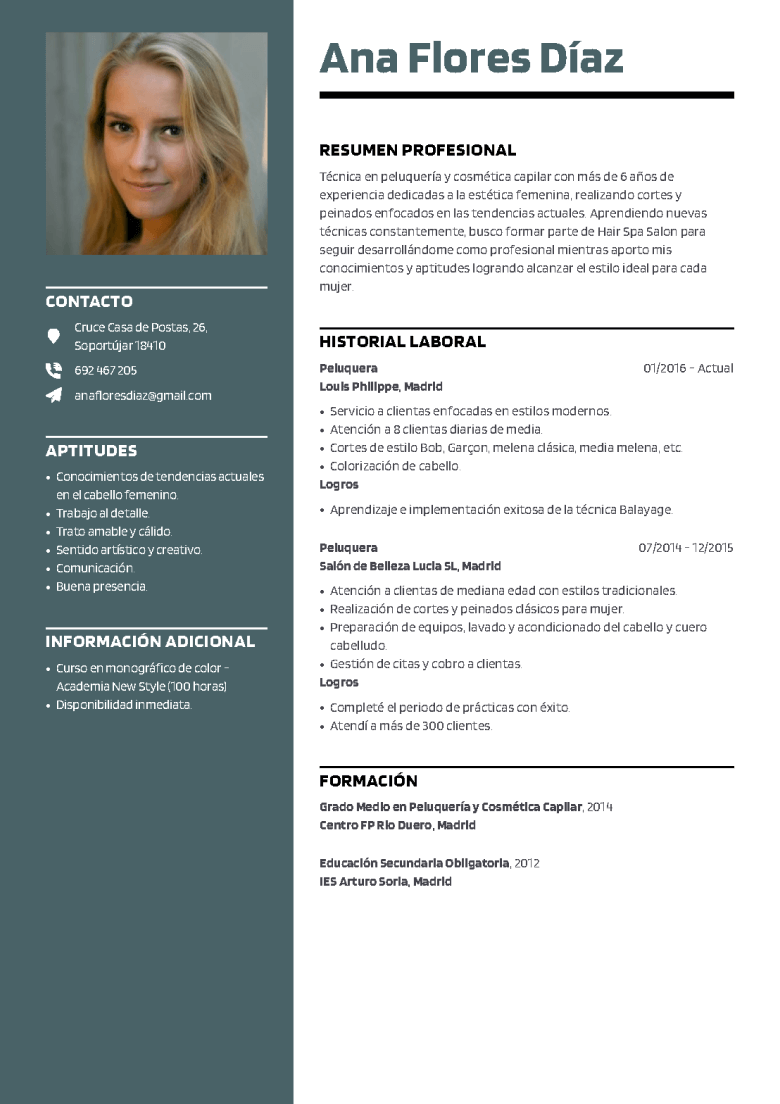 Ana Flores Díaz
CONTACTO
Cruce Casa de Postas, 26,
Soportújar 18410
692 467 205
anafloresdiaz@gmail.com
APTITUDES
• Conocimientos de tendencias actuales
en el cabello femenino.
• Trabajo al detalle.
• Trato amable y cálido.
• Sentido artístico y creativo.
• Comunicación.
• Buena presencia.
INFORMACIÓN ADICIONAL
• Curso en monográfico de color –
Academia New Style (100 horas)
• Disponibilidad inmediata.
RESUMEN PROFESIONAL
Técnica en peluquería y cosmética capilar con más de 6 años de
experiencia dedicadas a la estética femenina, realizando cortes y
peinados enfocados en las tendencias actuales. Aprendiendo nuevas
técnicas constantemente, busco formar parte de Hair Spa Salon para
seguir desarrollándome como profesional mientras aporto mis
conocimientos y aptitudes logrando alcanzar el estilo ideal para cada
mujer.
HISTORIAL LABORAL
Peluquera 01/2016 - Actual
Louis Philippe, Madrid
• Servicio a clientas enfocadas en estilos modernos.
• Atención a 8 clientas diarias de media.
• Cortes de estilo Bob, Garçon, melena clásica, media melena, etc.
• Colorización de cabello.
Logros
• Aprendizaje e implementación exitosa de la técnica Balayage.
Peluquera 07/2014 - 12/2015
Salón de Belleza Lucia SL, Madrid
• Atención a clientas de mediana edad con estilos tradicionales.
• Realización de cortes y peinados clásicos para mujer.
• Preparación de equipos, lavado y acondicionado del cabello y cuero
cabelludo.
• Gestión de citas y cobro a clientas.
Logros
• Completé el periodo de prácticas con éxito.
• Atendí a más de 300 clientes.
FORMACIÓN
Grado Medio en Peluquería y Cosmética Capilar, 2014
Centro FP Rio Duero, Madrid
Educación Secundaria Obligatoria, 2012
IES Arturo Soria, Madrid